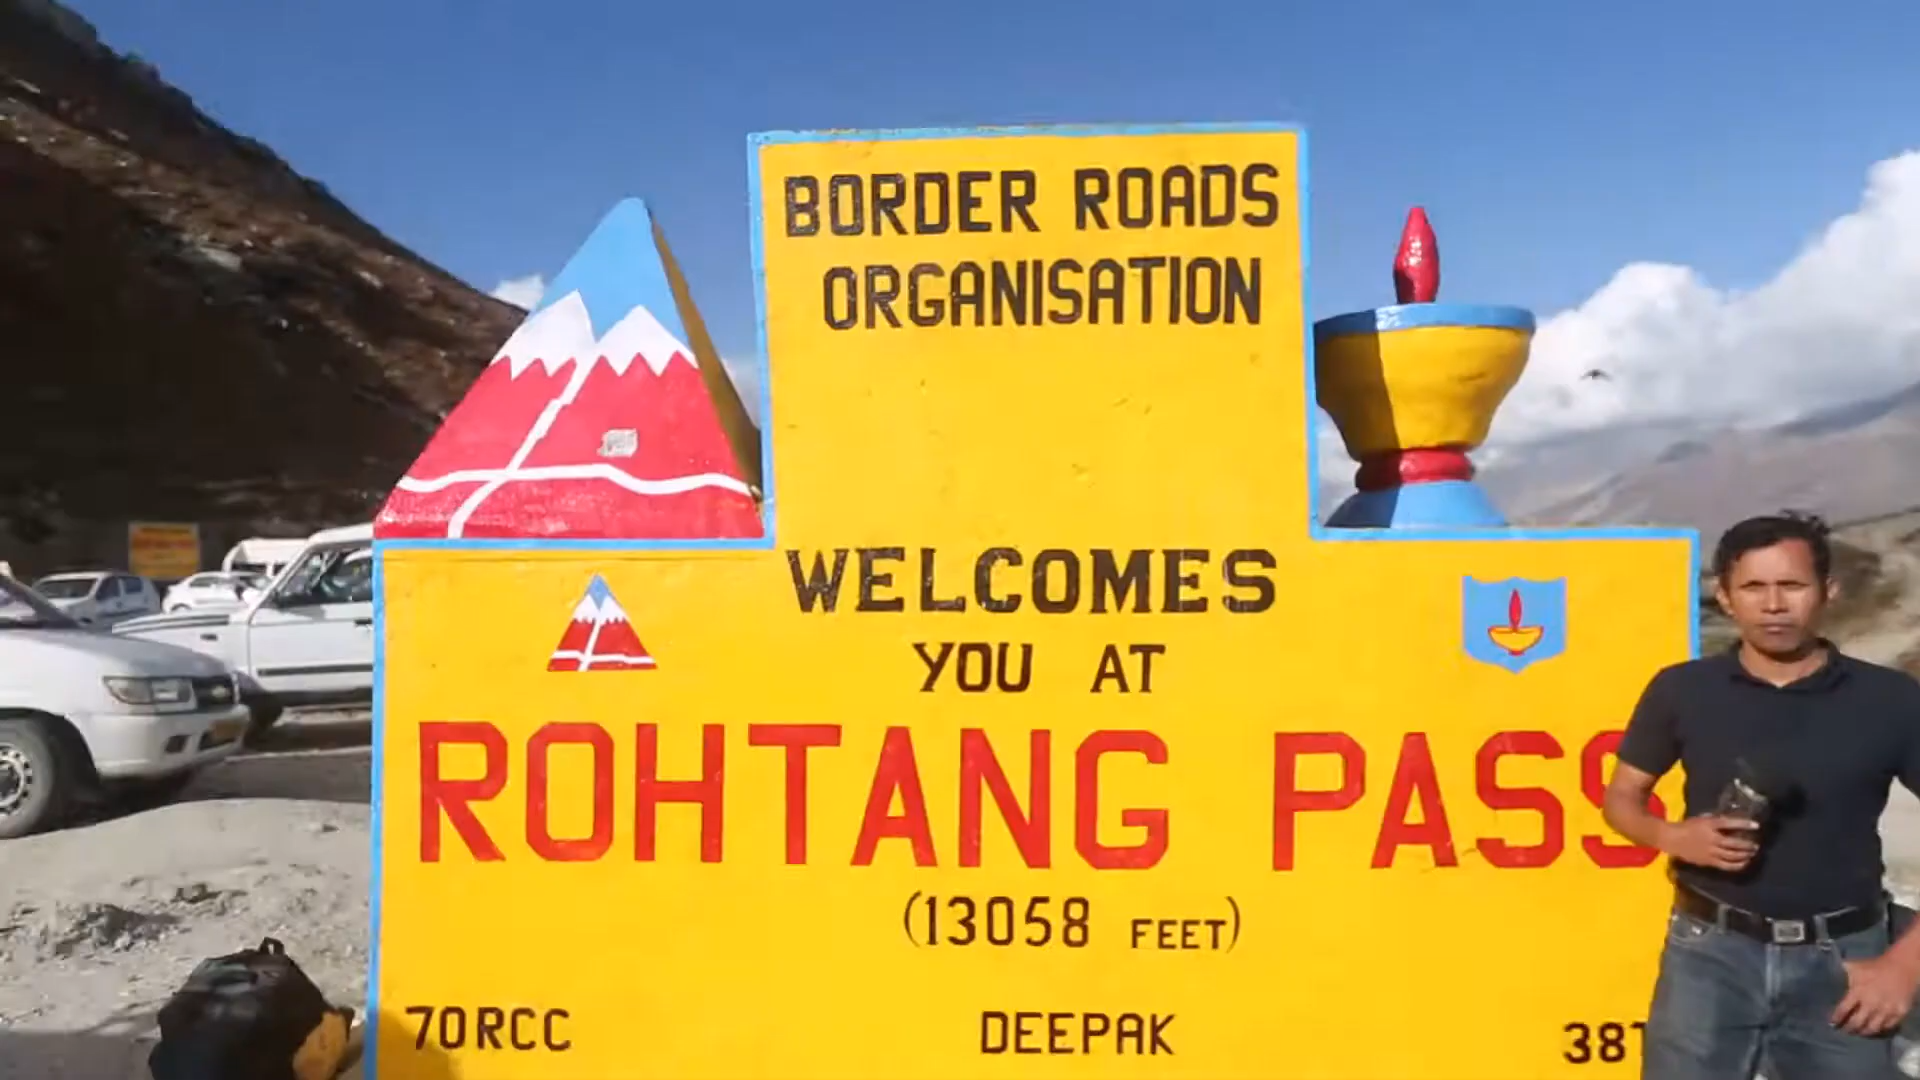 BORDER ROADS
ORGANISATION
WELCOMES
YOU AT
ROHTANG PASS
(13058 FEET)
70RCC DEEPAK